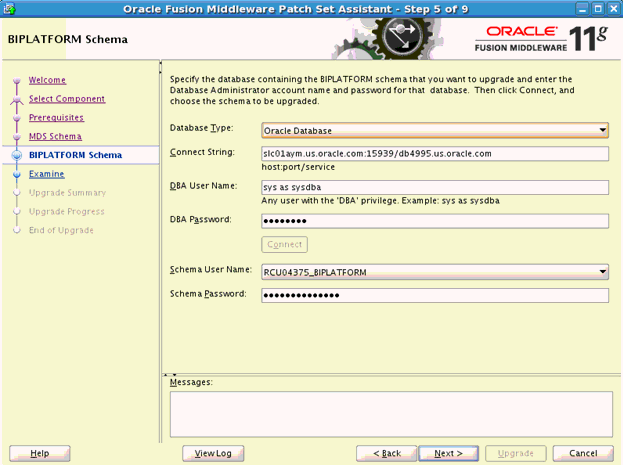 Oracle Fusion Middleware Patch Set Assistant - Step 5 of 9
BIPLATFORM Schema
ORACLE
FUSION MIDDLEWARE
11g
Welcome
Select Component
Prerequisites
MDS Schema
BIPLATFORM Schema
Examine
Upgrade Summary
Upgrade Progress
End of Upgrade
Specify the database containing the BIPLATFORM schema that you want to upgrade and enter the
Database Administrator account name and password for that database. Then click Connect, and
choose the schema to be upgraded.
Database Type: Oracle Database
Connect String: slc01aym.us.oracle.com:15939/db4995.us.oracle.com
host:port/service
DBA User Name: sys as sysdba
Any user with the 'DBA' privilege. Example: sys as sysdba
DBA Password: ●●●●●●●●
Connect
Schema User Name: RCU04375_BIPLATFORM
Schema Password: ●●●●●●●●●●●●●●
Messages:
Help View Log < Back Next > Upgrade Cancel